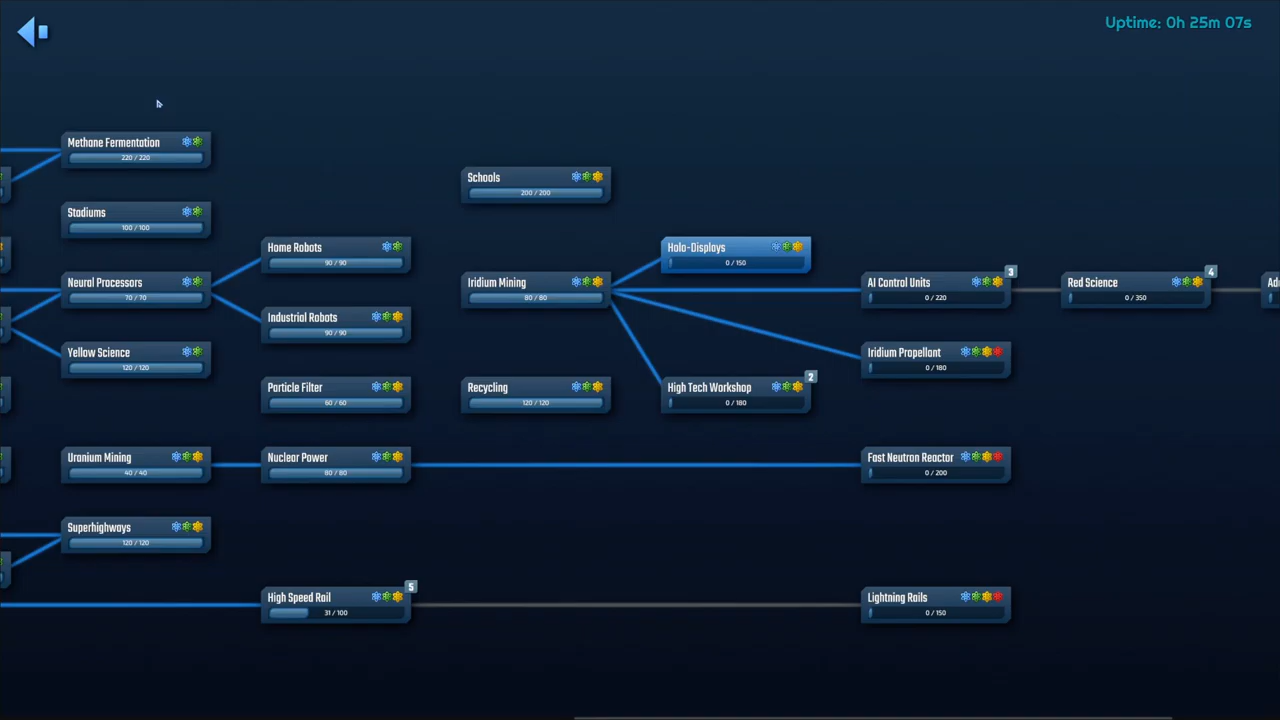 Uptime: 0h 25m 07s
Methane Fermentation
220 / 220
Schools
200 / 200
Stadiums
100 / 100
Home Robots
90 / 90
Halo-Displays
0 / 150
Neural Processors
70 / 70
Iridium Mining
80 / 80
AI Control Units
3
0 / 220
Red Science
4
0 / 350
Industrial Robots
90 / 90
Yellow Science
120 / 120
Iridium Propellant
0 / 180
Particle Filter
60 / 60
Recycling
120 / 120
High Tech Workshop
2
0 / 180
Uranium Mining
40 / 40
Nuclear Power
80 / 80
Fast Neutron Reactor
0 / 200
Superhighways
120 / 120
High Speed Rail
5
31 / 100
Lightning Rails
0 / 150